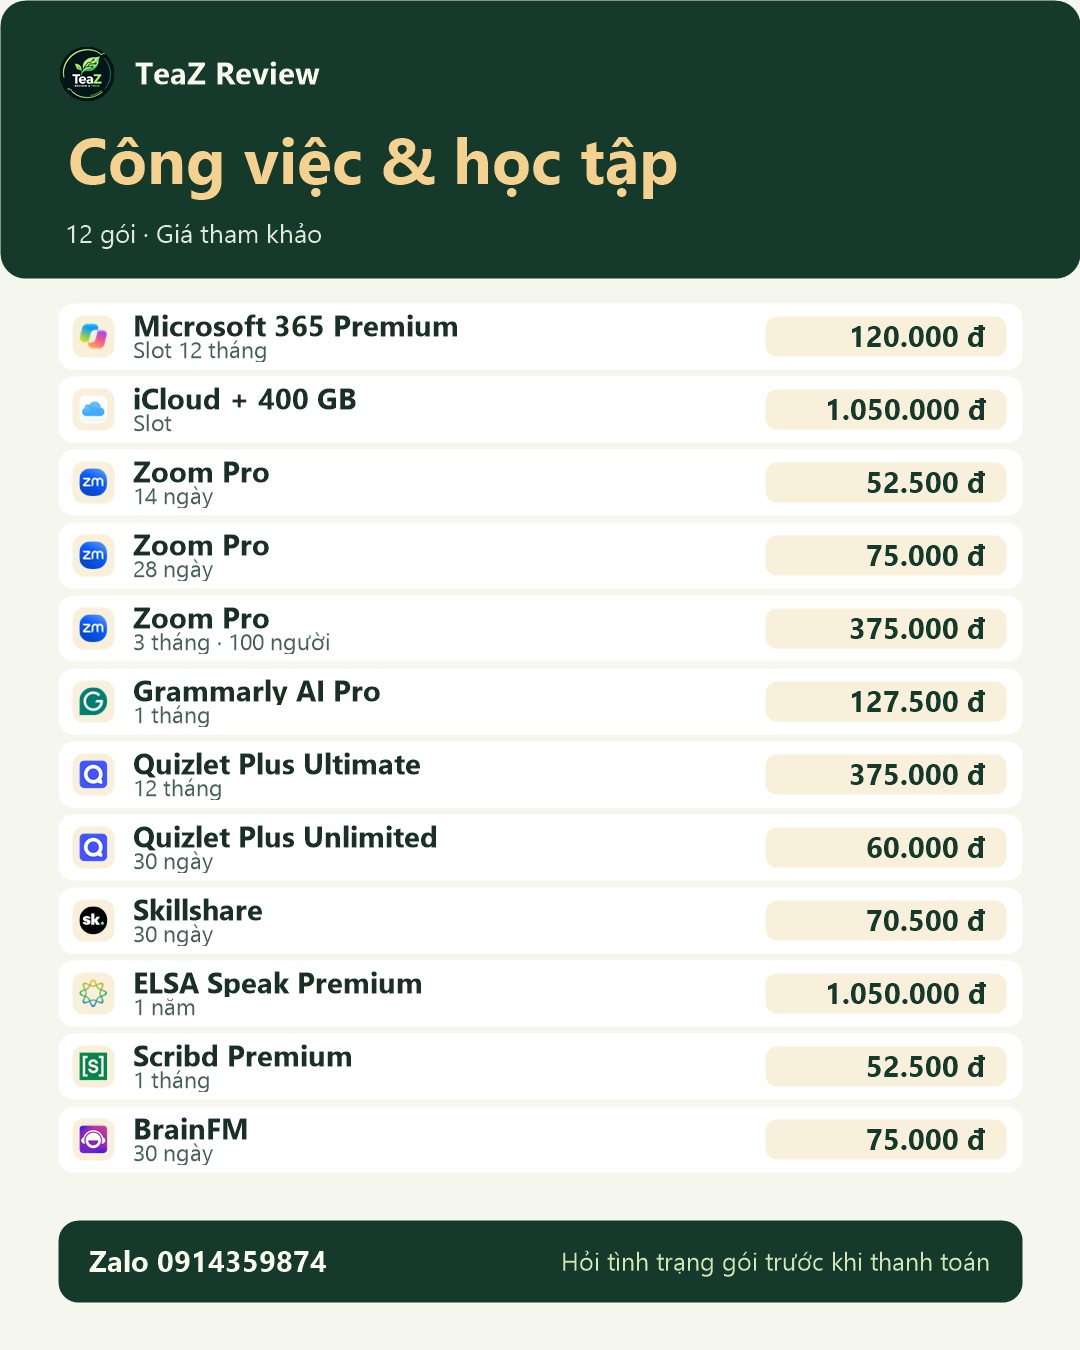 TeaZ
TeaZ Review
Công việc & học tập
12 gói · Giá tham khảo
Microsoft 365 Premium
Slot 12 tháng
120.000 đ
iCloud + 400 GB
Slot
1.050.000 đ
zm
Zoom Pro
14 ngày
52.500 đ
zm
Zoom Pro
28 ngày
75.000 đ
zm
Zoom Pro
3 tháng · 100 người
375.000 đ
Grammarly AI Pro
1 tháng
127.500 đ
Quizlet Plus Ultimate
12 tháng
375.000 đ
Quizlet Plus Unlimited
30 ngày
60.000 đ
sk.
Skillshare
30 ngày
70.500 đ
ELSA Speak Premium
1 năm
1.050.000 đ
[S]
Scribd Premium
1 tháng
52.500 đ
BrainFM
30 ngày
75.000 đ
Zalo 0914359874
Hỏi tình trạng gói trước khi thanh toán